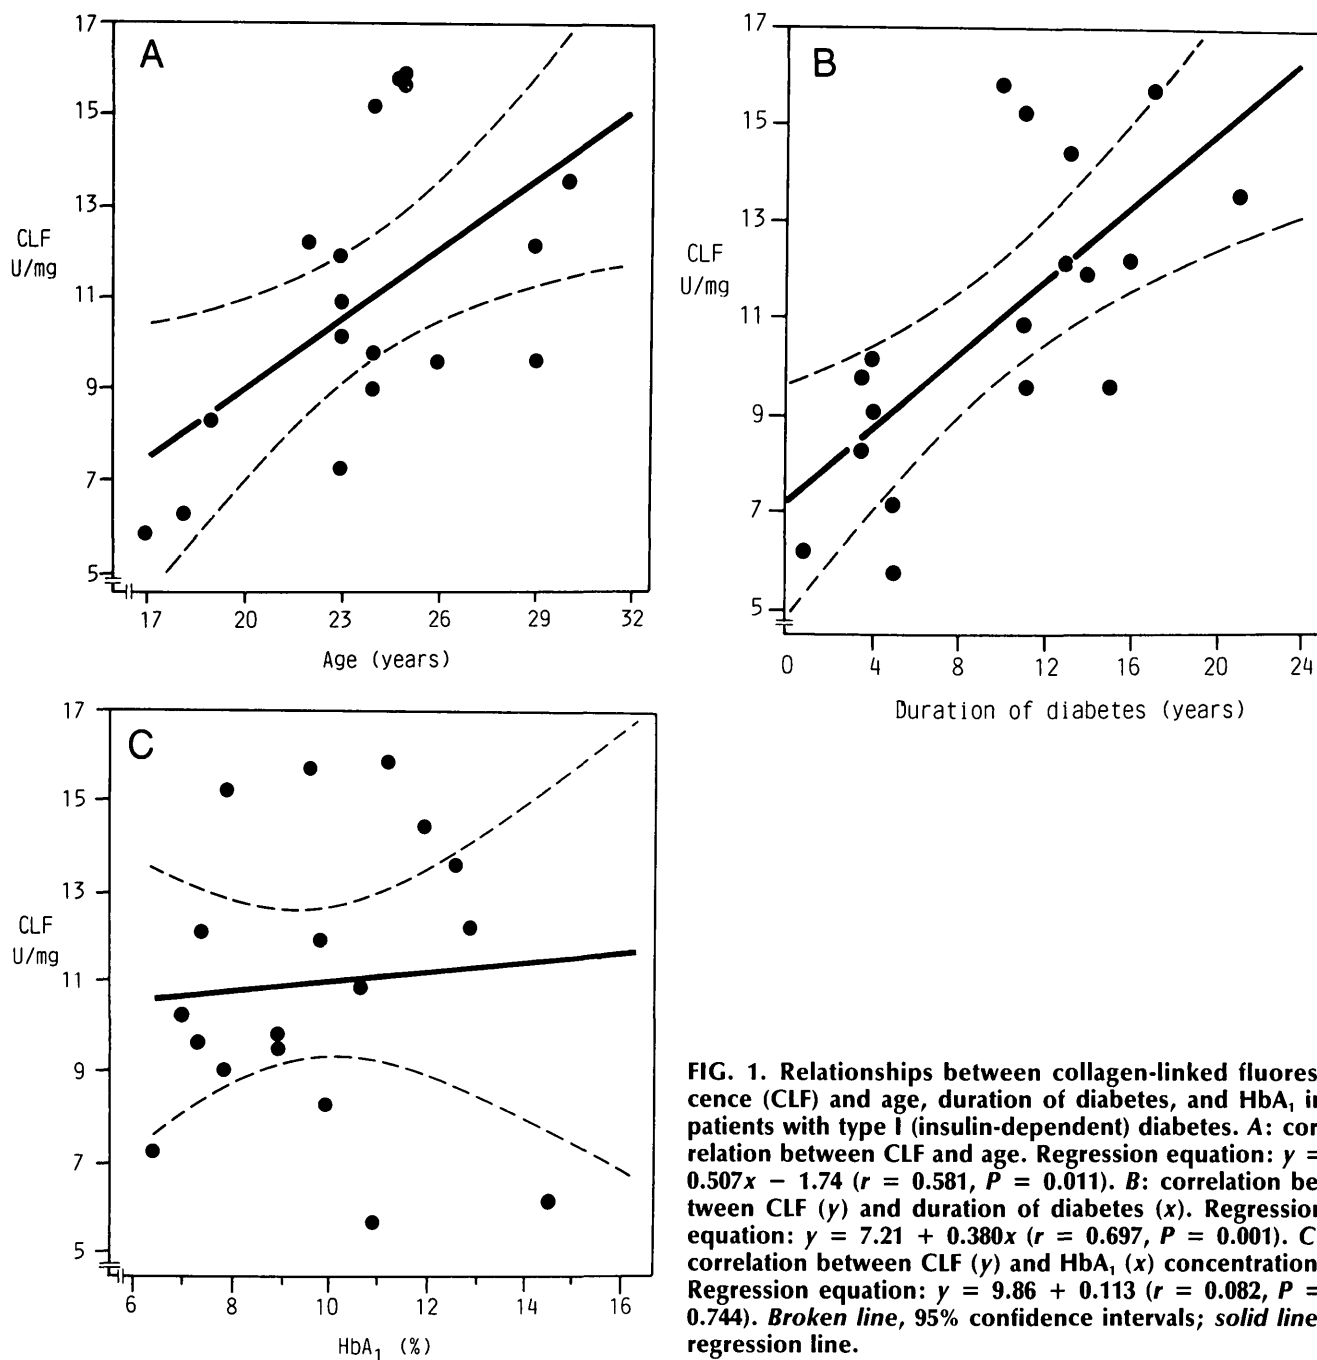 17
A
15
13
CLF
U/mg
11
9
7
5
17 20 23 26 29 32
Age (years)
17
B
15
13
CLF
U/mg
11
9
7
5
0 4 8 12 16 20 24
Duration of diabetes (years)
17
C
15
13
CLF
U/mg
11
9
7
5
6 8 10 12 14 16
HbA₁ (%)
FIG. 1. Relationships between collagen-linked fluores-
cence (CLF) and age, duration of diabetes, and HbA₁ in
patients with type I (insulin-dependent) diabetes. A: cor
relation between CLF and age. Regression equation: y =
0.507x − 1.74 (r = 0.581, P = 0.011). B: correlation be
tween CLF (y) and duration of diabetes (x). Regression
equation: y = 7.21 + 0.380x (r = 0.697, P = 0.001). C
correlation between CLF (y) and HbA₁ (x) concentration
Regression equation: y = 9.86 + 0.113 (r = 0.082, P =
0.744). Broken line, 95% confidence intervals; solid line
regression line.